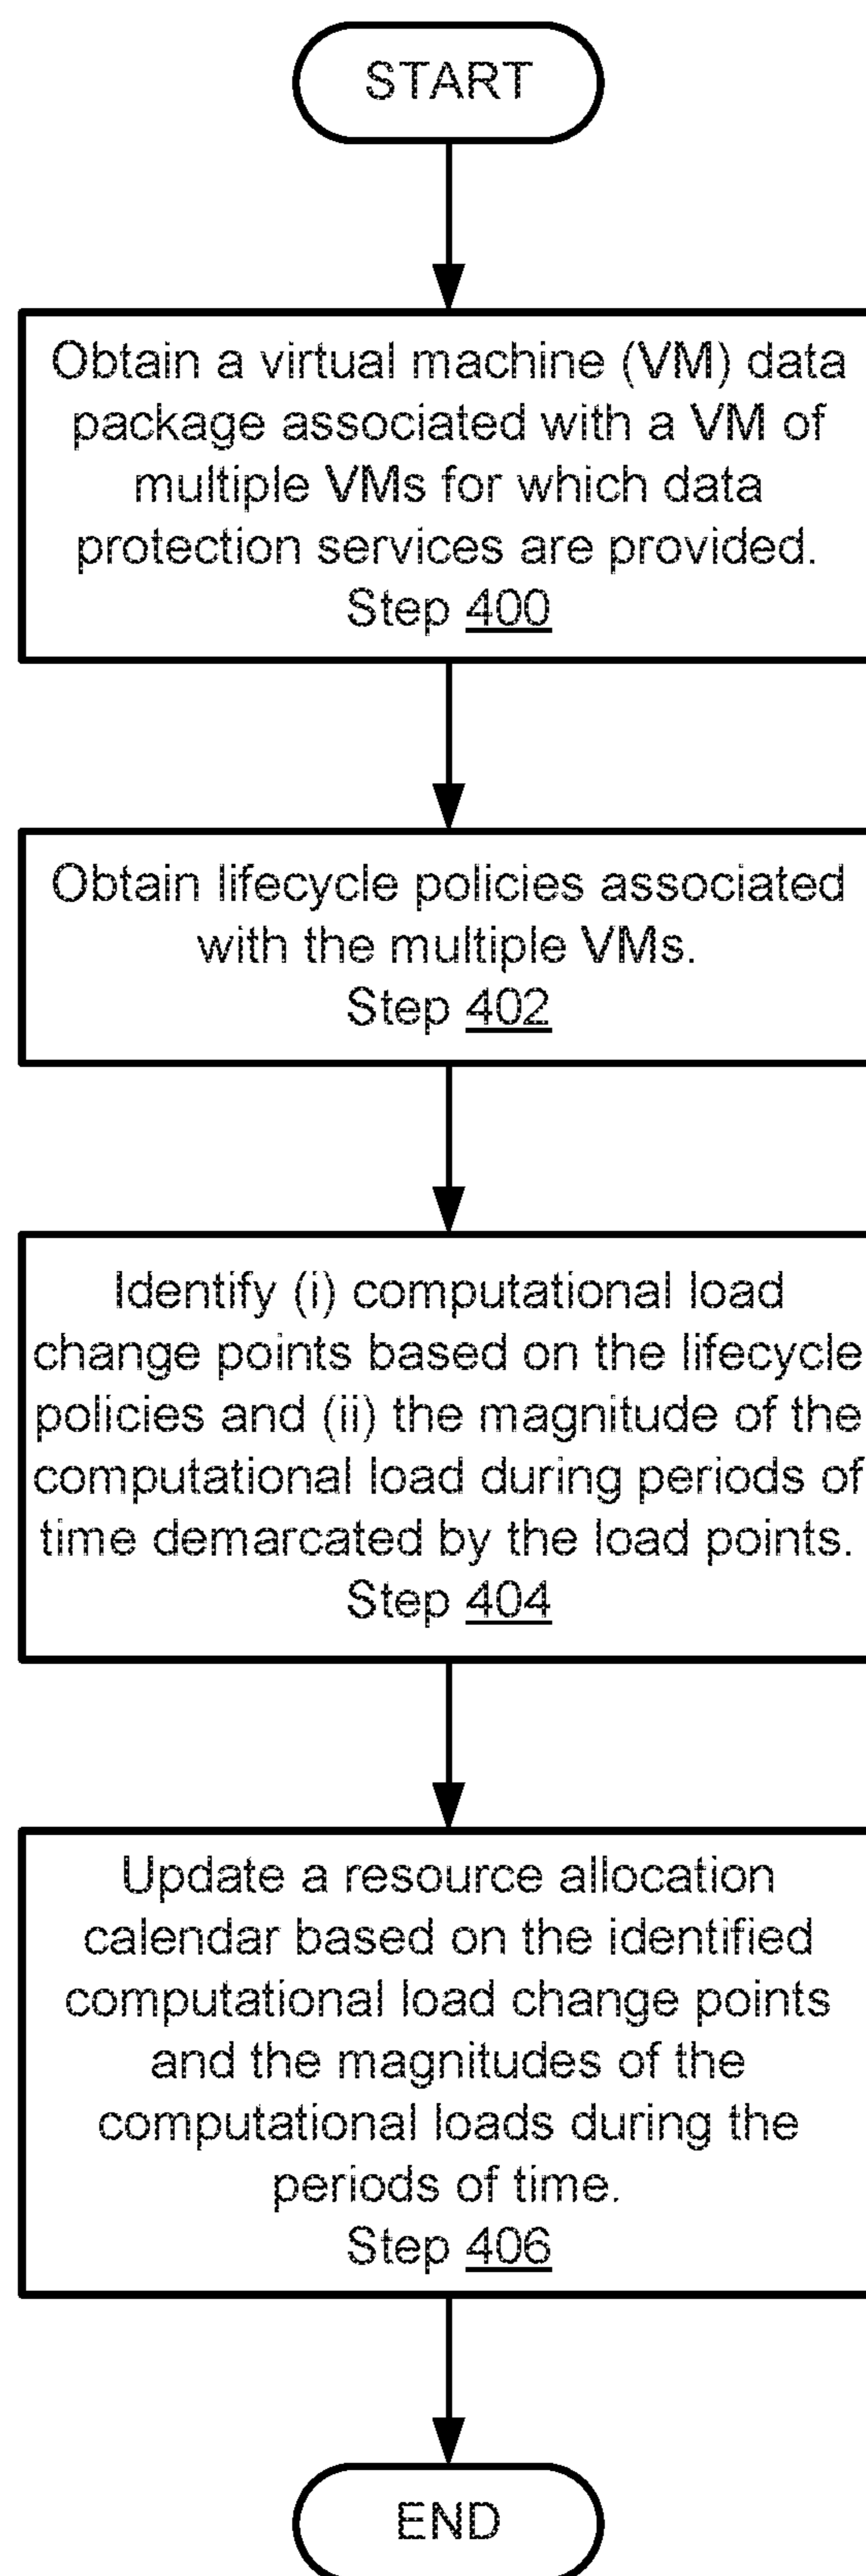 START
Obtain a virtual machine (VM) data
package associated with a VM of
multiple VMs for which data
protection services are provided.
Step 400
Obtain lifecycle policies associated
with the multiple VMs.
Step 402
Identify (i) computational load
change points based on the lifecycle
policies and (ii) the magnitude of the
computational load during periods of
time demarcated by the load points.
Step 404
Update a resource allocation
calendar based on the identified
computational load change points
and the magnitudes of the
computational loads during the
periods of time.
Step 406
END